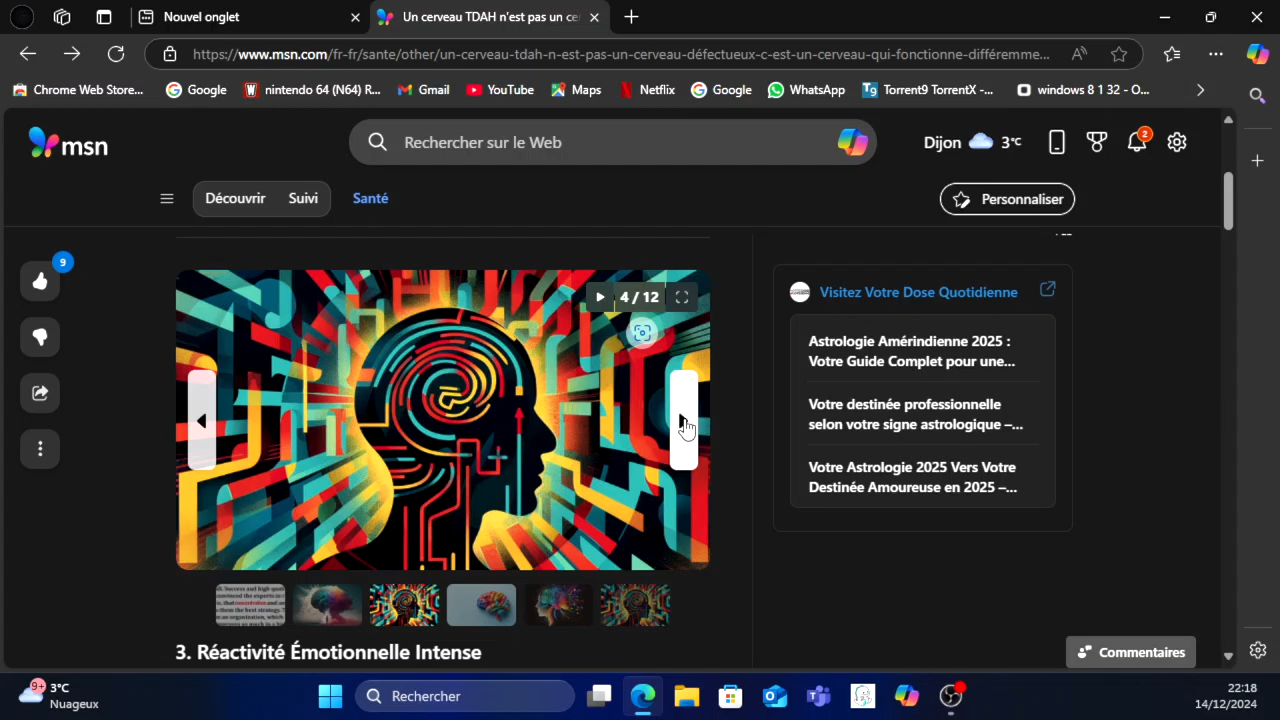 Nouvel onglet
Un cerveau TDAH n'est pas un ce
https://www.msn.com/fr-fr/sante/other/un-cerveau-tdah-n-est-pas-un-cerveau-défectueux-c-est-un-cerveau-qui-fonctionne-différemme...
Chrome Web Store...
Google
nintendo 64 (N64) R...
Gmail
YouTube
Maps
Netflix
Google
WhatsApp
Torrent9 TorrentX -...
windows 8 1 32 - O...
msn
Rechercher sur le Web
Dijon
3°C
2
Découvrir
Suivi
Santé
Personnaliser
9
4 / 12
Visitez Votre Dose Quotidienne
Astrologie Amérindienne 2025 :
Votre Guide Complet pour une...
Votre destinée professionnelle
selon votre signe astrologique –...
Votre Astrologie 2025 Vers Votre
Destinée Amoureuse en 2025 –...
3. Réactivité Émotionnelle Intense
Commentaires
9+
3°C
Nuageux
Rechercher
22:18
14/12/2024